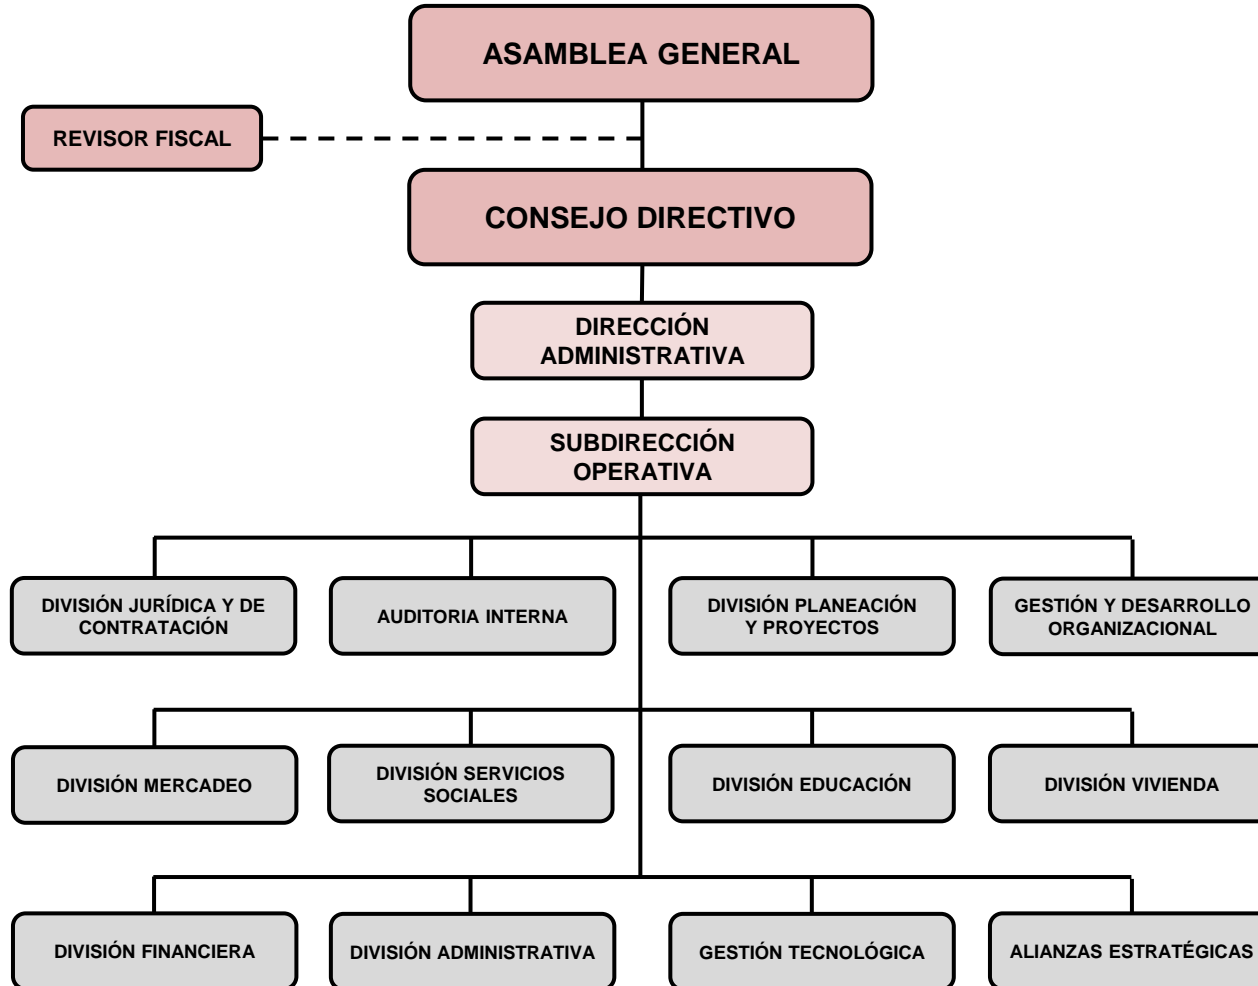 ASAMBLEA GENERAL
REVISOR FISCAL
CONSEJO DIRECTIVO
DIRECCIÓN
ADMINISTRATIVA
SUBDIRECCIÓN
OPERATIVA
DIVISIÓN JURÍDICA Y DE
CONTRATACIÓN
AUDITORIA INTERNA
DIVISIÓN PLANEACIÓN
Y PROYECTOS
GESTIÓN Y DESARROLLO
ORGANIZACIONAL
DIVISIÓN MERCADEO
DIVISIÓN SERVICIOS
SOCIALES
DIVISIÓN EDUCACIÓN
DIVISIÓN VIVIENDA
DIVISIÓN FINANCIERA
DIVISIÓN ADMINISTRATIVA
GESTIÓN TECNOLÓGICA
ALIANZAS ESTRATÉGICAS